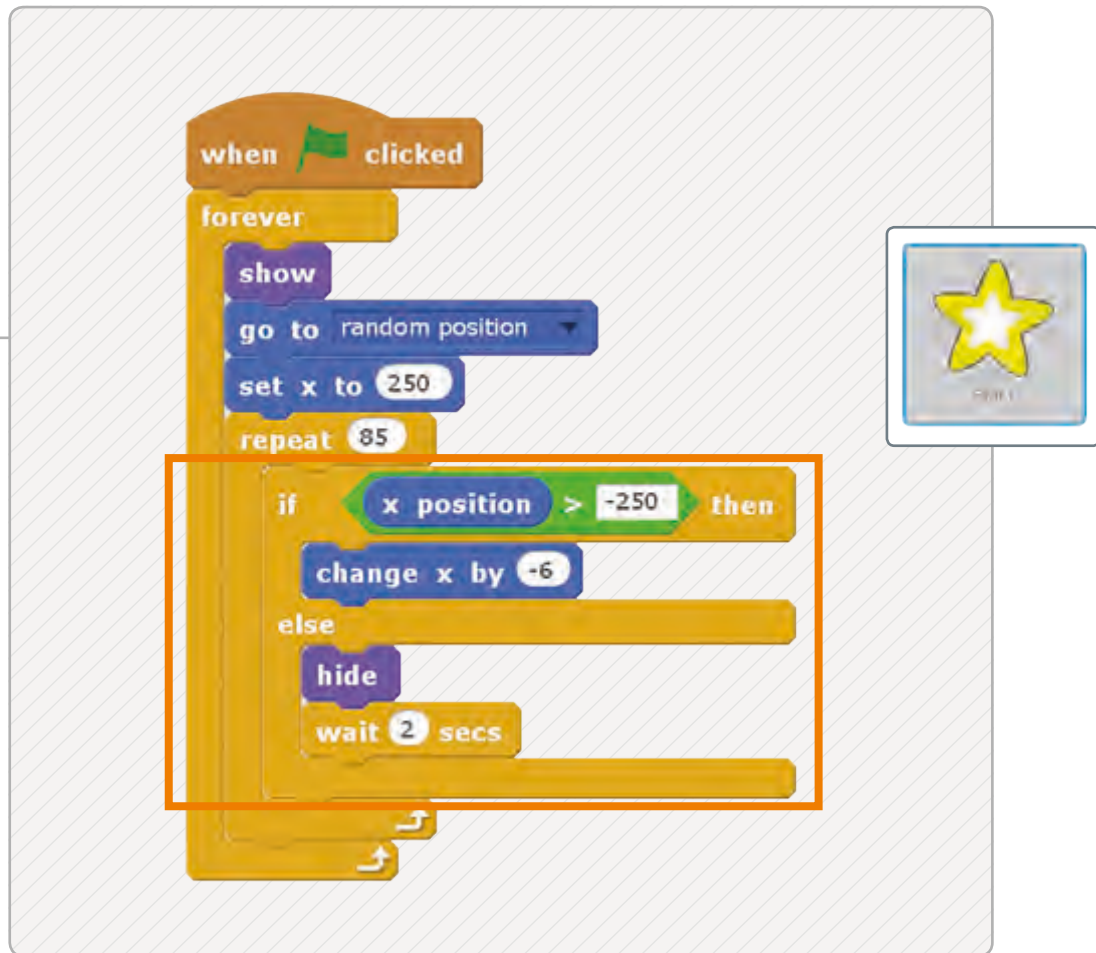 when clicked
forever
show
go to random position
set x to 250
repeat 85
if x position > -250 then
change x by -6
else
hide
wait 2 secs